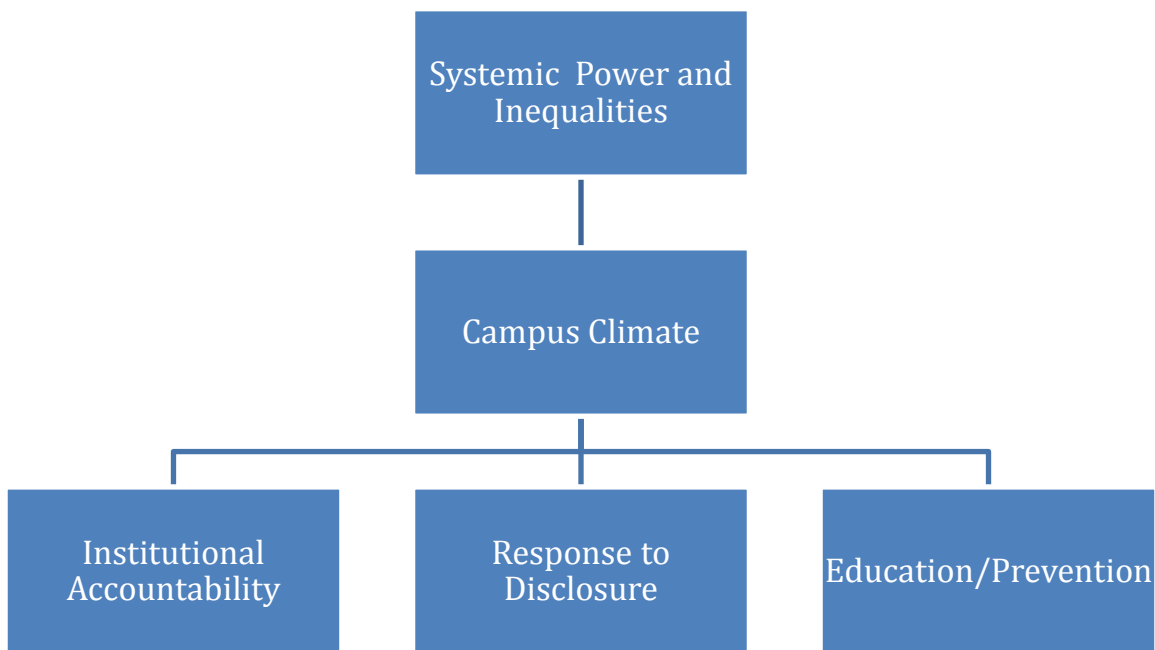 Systemic  Power and
Inequalities
Campus Climate
Institutional
Accountability
Response to
Disclosure
Education/Prevention